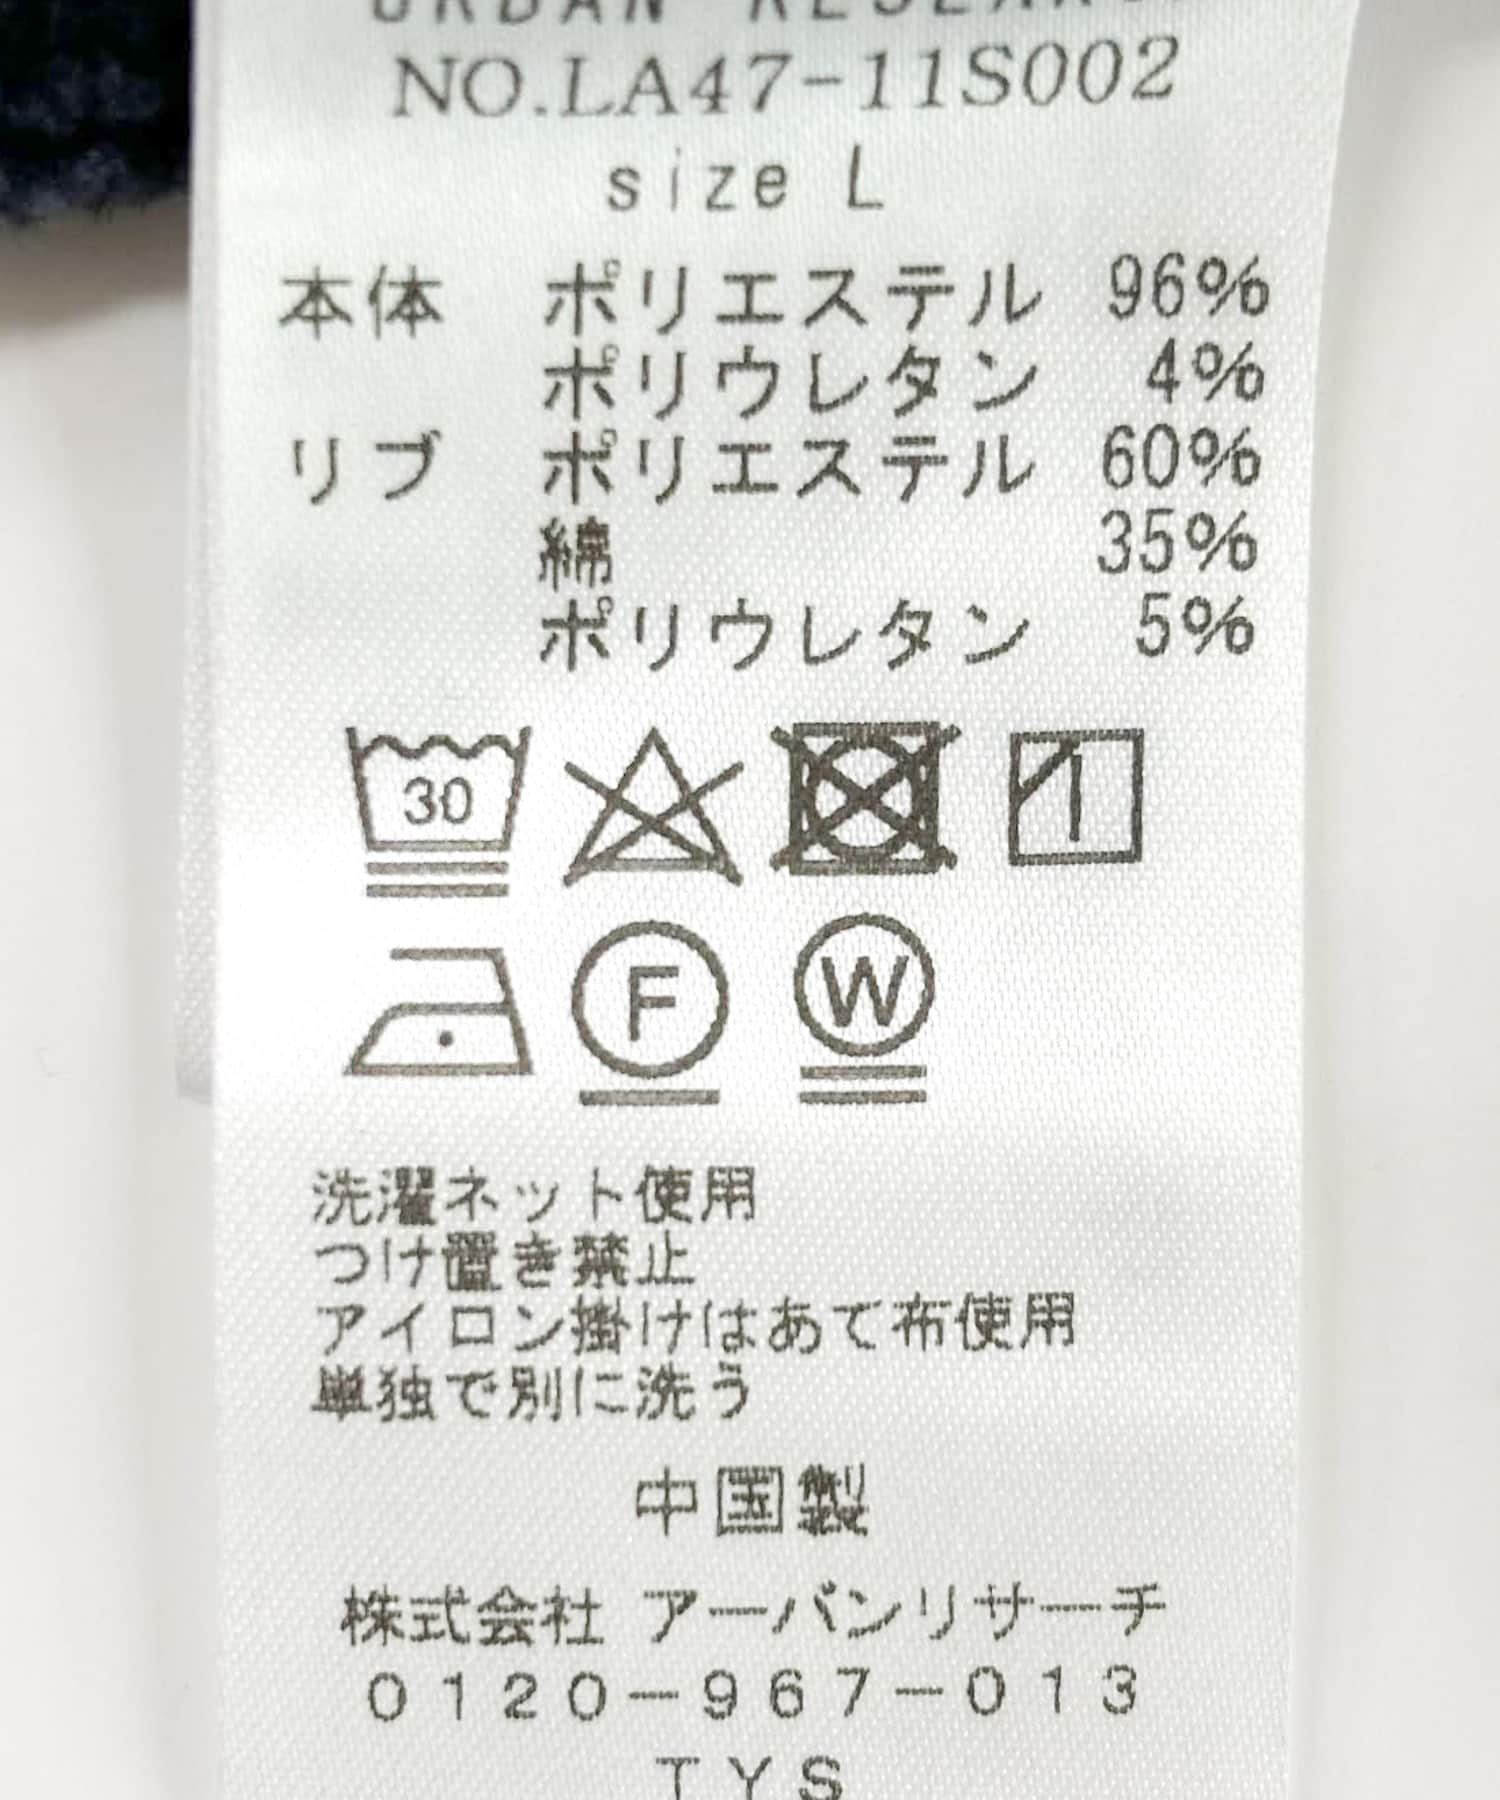 URBAN RESEARCH
NO.LA47-11S002
size L
本体 ポリエステル 96%
ポリウレタン 4%
リブ ポリエステル 60%
綿 35%
ポリウレタン 5%
30
F
W
洗濯ネット使用
つけ置き禁止
アイロン掛けはあて布使用
単独で別に洗う
中国製
株式会社 アーバンリサーチ
0120-967-013
TYS